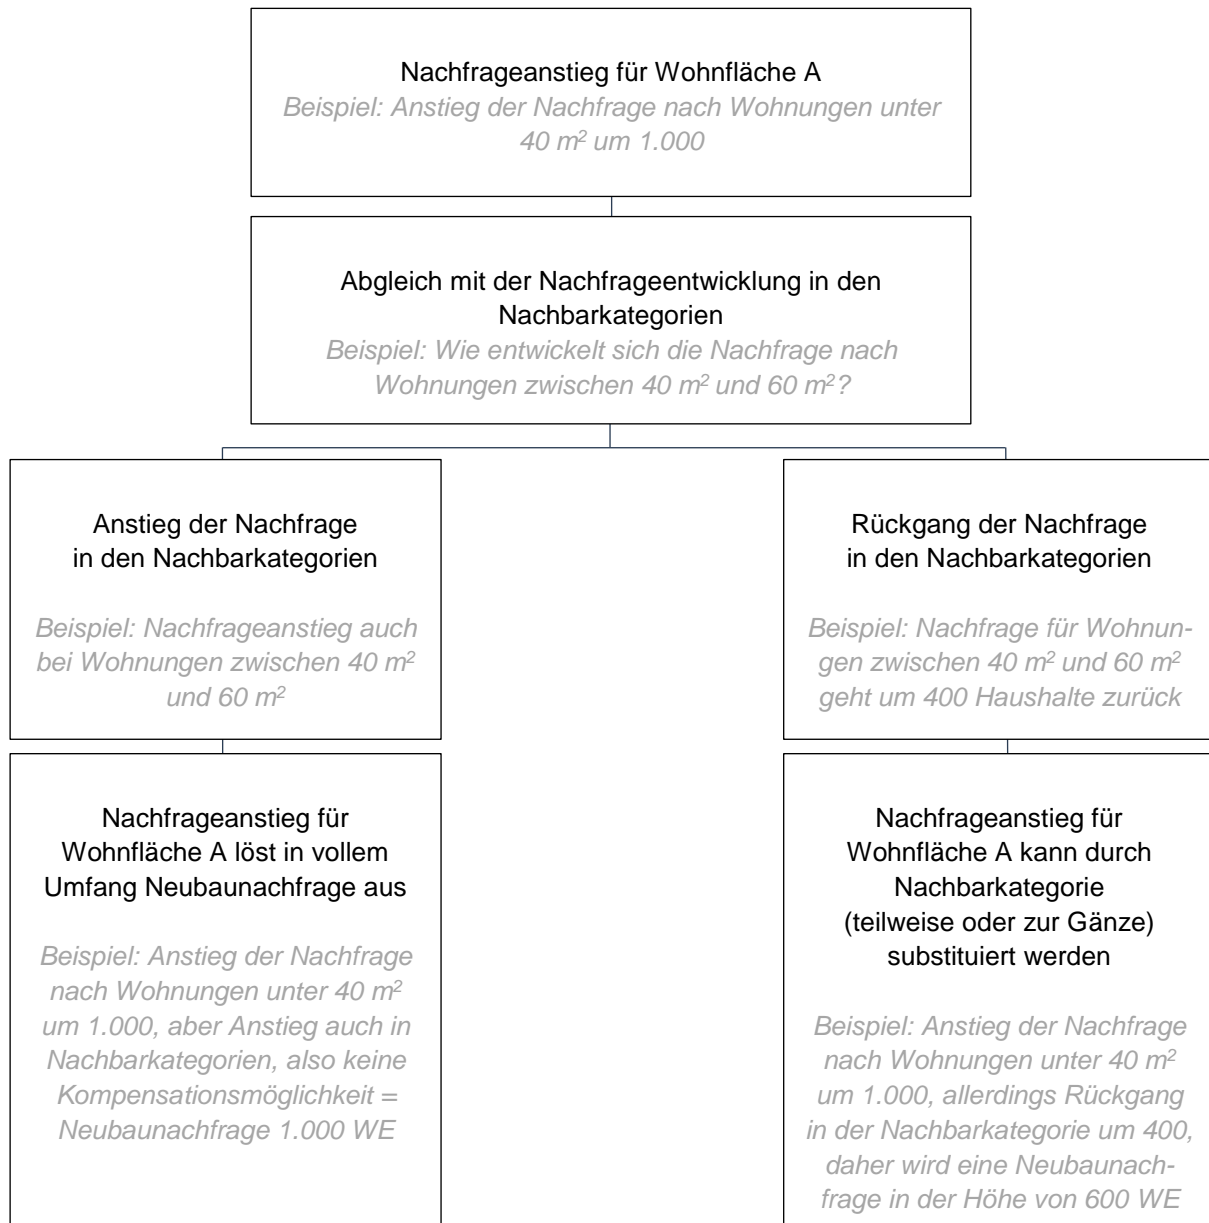 Nachfrageanstieg für Wohnfläche A
Beispiel: Anstieg der Nachfrage nach Wohnungen unter
40 m² um 1.000
Abgleich mit der Nachfrageentwicklung in den
Nachbarkategorien
Beispiel: Wie entwickelt sich die Nachfrage nach
Wohnungen zwischen 40 m² und 60 m²?
Anstieg der Nachfrage
in den Nachbarkategorien
Beispiel: Nachfrageanstieg auch
bei Wohnungen zwischen 40 m²
und 60 m²
Rückgang der Nachfrage
in den Nachbarkategorien
Beispiel: Nachfrage für Wohnun-
gen zwischen 40 m² und 60 m²
geht um 400 Haushalte zurück
Nachfrageanstieg für
Wohnfläche A löst in vollem
Umfang Neubaunachfrage aus
Beispiel: Anstieg der Nachfrage
nach Wohnungen unter 40 m²
um 1.000, aber Anstieg auch in
Nachbarkategorien, also keine
Kompensationsmöglichkeit =
Neubaunachfrage 1.000 WE
Nachfrageanstieg für
Wohnfläche A kann durch
Nachbarkategorie
(teilweise oder zur Gänze)
substituiert werden
Beispiel: Anstieg der Nachfrage
nach Wohnungen unter 40 m²
um 1.000, allerdings Rückgang
in der Nachbarkategorie um 400,
daher wird eine Neubaunach-
frage in der Höhe von 600 WE